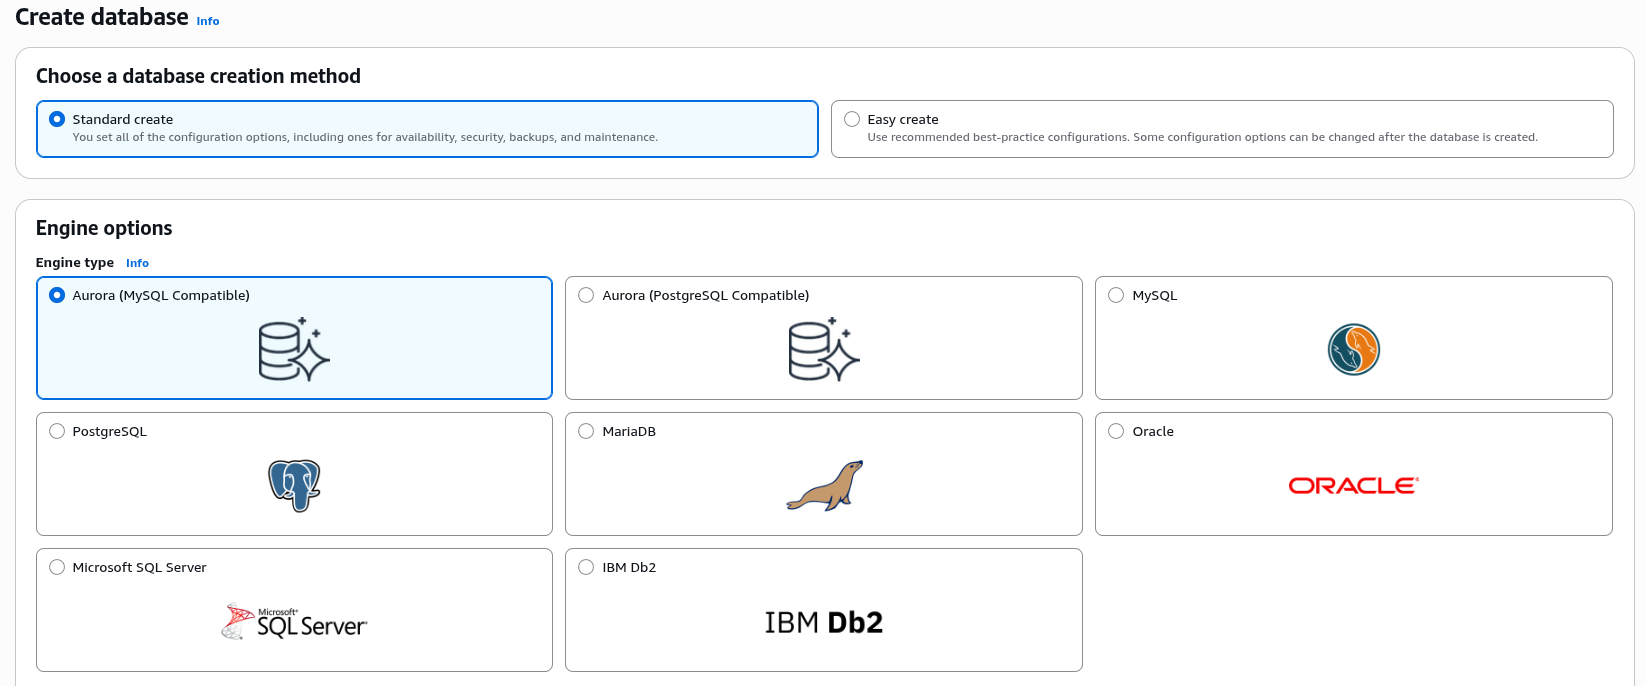 Create database Info
Choose a database creation method
Standard create
You set all of the configuration options, including ones for availability, security, backups, and maintenance.
Easy create
Use recommended best-practice configurations. Some configuration options can be changed after the database is created.
Engine options
Engine type Info
Aurora (MySQL Compatible)
Aurora (PostgreSQL Compatible)
MySQL
PostgreSQL
MariaDB
Oracle
ORACLE®
Microsoft SQL Server
Microsoft®
SQL Server®
IBM Db2
IBM Db2